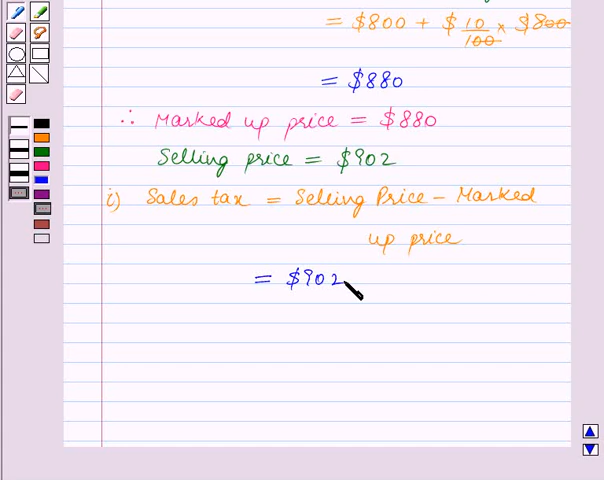 = $800 + $ 10/100 × $800
= $880
∴ Marked up price = $880
Selling price = $902
i) Sales tax = Selling Price – Marked
up price
= $902